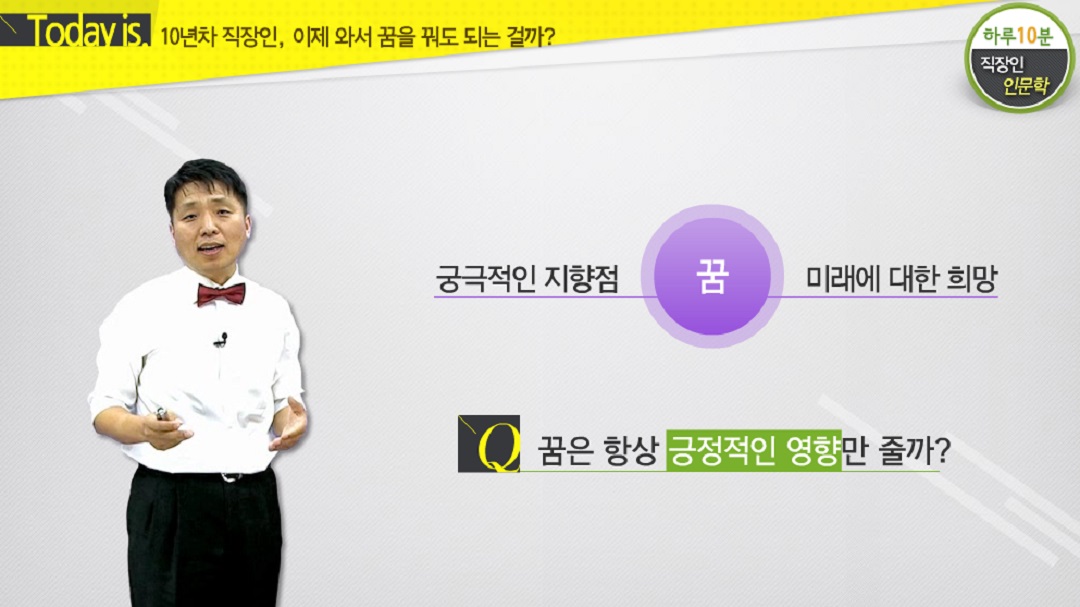 Today is. 10년차 직장인, 이제 와서 꿈을 꿔도 되는 걸까?
하루10분
직장인
인문학
궁극적인 지향점 꿈 미래에 대한 희망
Q 꿈은 항상 긍정적인 영향만 줄까?